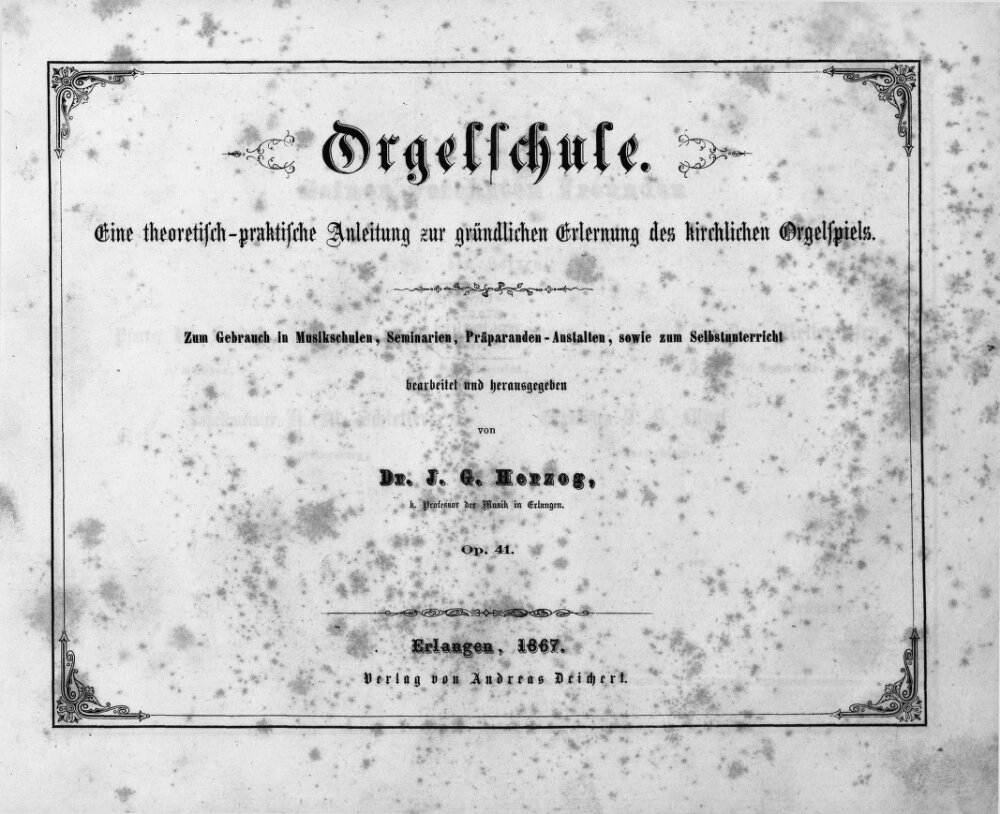 Orgelschule.
Eine theoretisch-praktische Anleitung zur gründlichen Erlernung des kirchlichen Orgelspiels.
Zum Gebrauch in Musikschulen, Seminarien, Präparanden-Anstalten, sowie zum Selbstunterricht
bearbeitet und herausgegeben
von
Dr. J. G. Herzog,
k. Professor der Musik in Erlangen.
Op. 41.
Erlangen, 1867.
Verlag von Andreas Deichert.